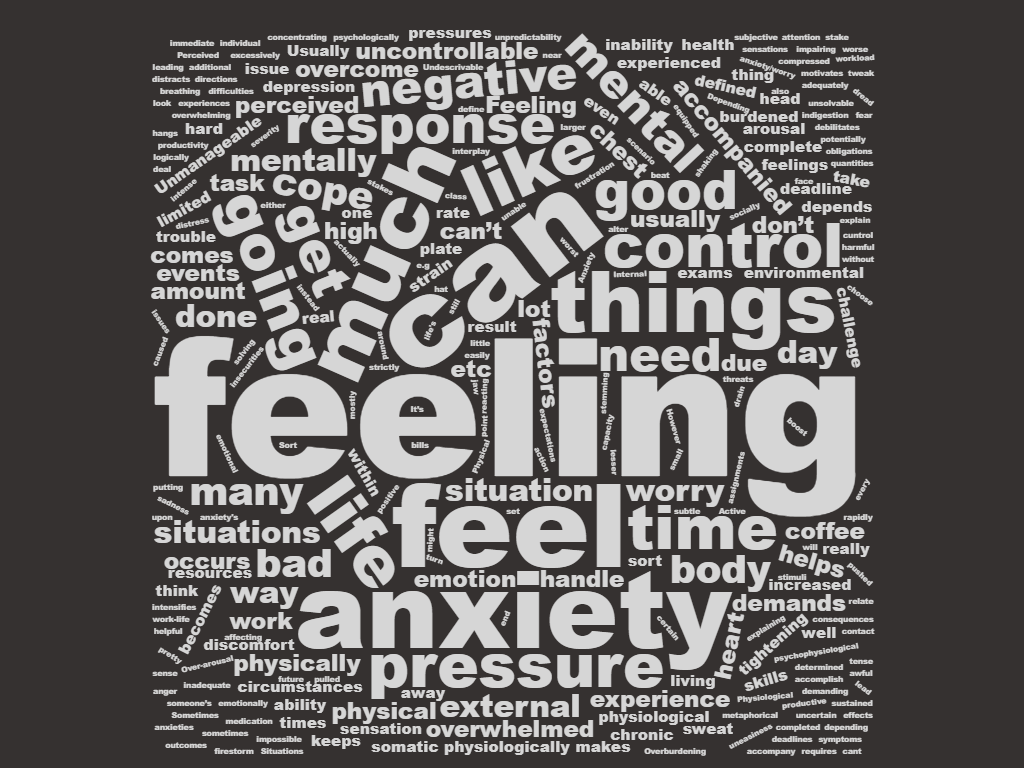 concentrating psychologically pressures unpredictability
immediate individual
subjective attention stake
Perceived excessively Usually uncontrollable near
inability health sensations impairing worse
leading additional issue overcome Undescrivable
mental
experienced anxiety/worry compressed workload
distracts directions
thing motivates tweak
breathing difficulties depression negative
able defined also adequately dread
look experiences perceived define Feeling
even equipped Depending head unsolvable
overwhelming
accompanied
burdened indigestion fear
hangs hard severity response larger
chest scenario arousal debilitates
productivity Unmanageable
complete potentially
logically mentally interplay like
shaking obligations
deal intense
frustration beat feelings quantities
task cope stakes class
good face take
limited either
deadline
distress going get one rate unable
usually socially depends
trouble high much can't
alter don't explain
actually can worst
control cuntrol
comes plate
harmful
events e.g strain
Anxiety without
amount instead hat
Internal exams environmental
still
things choose
issues done real
life's lot challenge
result
caused solving around little
factors need due day
insecurities strictly easily
etc
threats
feeling
mostly jaw point reacting
stemming drain
It's
expectations capacity However boost
Sort bills
emotional Physical action lesser small assignments
putting within
every
many situation worry
sadness positive
life set subtle Active
upon anxiety's
rapidly
situations feel time coffee
might
occurs bad turn sort
will really
resources
helps pushed
emotion handle body stimuli
think way
increased
intensifies becomes anxiety demands relate
work-life work
end certain explaining consequences
helpful affecting
heart tightening well contact
discomfort
pretty Over-arousal physically pressure
psychophysiological
sense future pulled living
determined tense
skills accomplish awful
anger inadequate circumstances away
demanding lead
someone's emotionally ability physical external experience
Physiological productive sustained
Sometimes times
physiological metaphorical uncertain effects
anxieties medication sensation overwhelmed
chronic sweat completed depending
sometimes impossible keeps
uneasiness deadlines symptoms
outcomes firestorm Situations somatic physiologically makes
Overburdening accompany requires cant